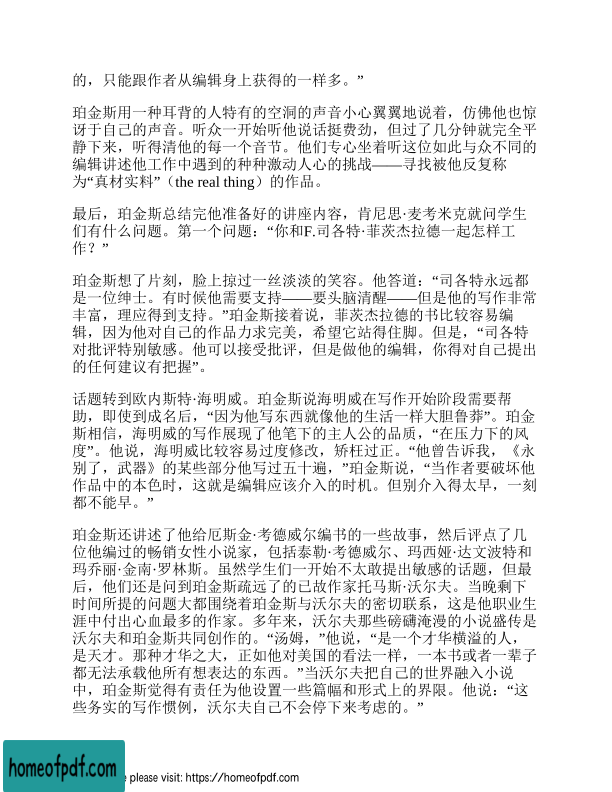 的，只能跟作者从编辑身上获得的一样多。”
珀金斯用一种耳背的人特有的空洞的声音小心翼翼地说着，仿佛他也惊
讶于自己的声音。听众一开始听他说话挺费劲，但过了几分钟就完全平
静下来，听得清他的每一个音节。他们专心坐着听这位如此与众不同的
编辑讲述他工作中遇到的种种激动人心的挑战——寻找被他反复称
为“真材实料”（the real thing）的作品。
最后，珀金斯总结完他准备好的讲座内容，肯尼思·麦考米克就问学生
们有什么问题。第一个问题：“你和F.司各特·菲茨杰拉德一起怎样工
作？”
珀金斯想了片刻，脸上掠过一丝淡淡的笑容。他答道：“司各特永远都
是一位绅士。有时候他需要支持——要头脑清醒——但是他的写作非常
丰富，理应得到支持。”珀金斯接着说，菲茨杰拉德的书比较容易编
辑，因为他对自己的作品力求完美，希望它站得住脚。但是，“司各特
对批评特别敏感。他可以接受批评，但是做他的编辑，你得对自己提出
的任何建议有把握”。
话题转到欧内斯特·海明威。珀金斯说海明威在写作开始阶段需要帮
助，即使到成名后，“因为他写东西就像他的生活一样大胆鲁莽”。珀金
斯相信，海明威的写作展现了他笔下的主人公的品质，“在压力下的风
度”。他说，海明威比较容易过度修改，矫枉过正。“他曾告诉我，《永
别了，武器》的某些部分他写过五十遍，”珀金斯说，“当作者要破坏他
作品中的本色时，这就是编辑应该介入的时机。但别介入得太早，一刻
都不能早。”
珀金斯还讲述了他给厄斯金·考德威尔编书的一些故事，然后评点了几
位他编过的畅销女性小说家，包括泰勒·考德威尔、玛西娅·达文波特和
玛乔丽·金南·罗林斯。虽然学生们一开始不太敢提出敏感的话题，但最
后，他们还是问到珀金斯疏远了的已故作家托马斯·沃尔夫。当晚剩下
时间所提的问题大都围绕着珀金斯与沃尔夫的密切联系，这是他职业生
涯中付出心血最多的作家。多年来，沃尔夫那些磅礴淹漫的小说盛传是
沃尔夫和珀金斯共同创作的。“汤姆，”他说，“是一个才华横溢的人，
是天才。那种才华之大，正如他对美国的看法一样，一本书或者一辈子
都无法承载他所有想表达的东西。”当沃尔夫把自己的世界融入小说
中，珀金斯觉得有责任为他设置一些篇幅和形式上的界限。他说：“这
些务实的写作惯例，沃尔夫自己不会停下来考虑的。”
homeofpdf.com
e please visit: https://homeofpdf.com